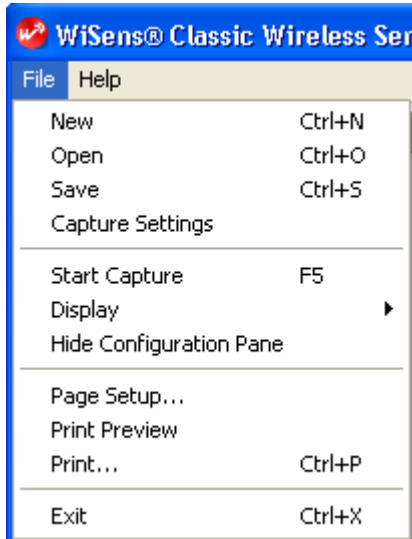 WiSens® Classic Wireless
File Help
New Ctrl+N
Open Ctrl+O
Save Ctrl+S
Capture Settings
Start Capture F5
Display
Hide Configuration Pane
Page Setup...
Print Preview
Print... Ctrl+P
Exit Ctrl+X